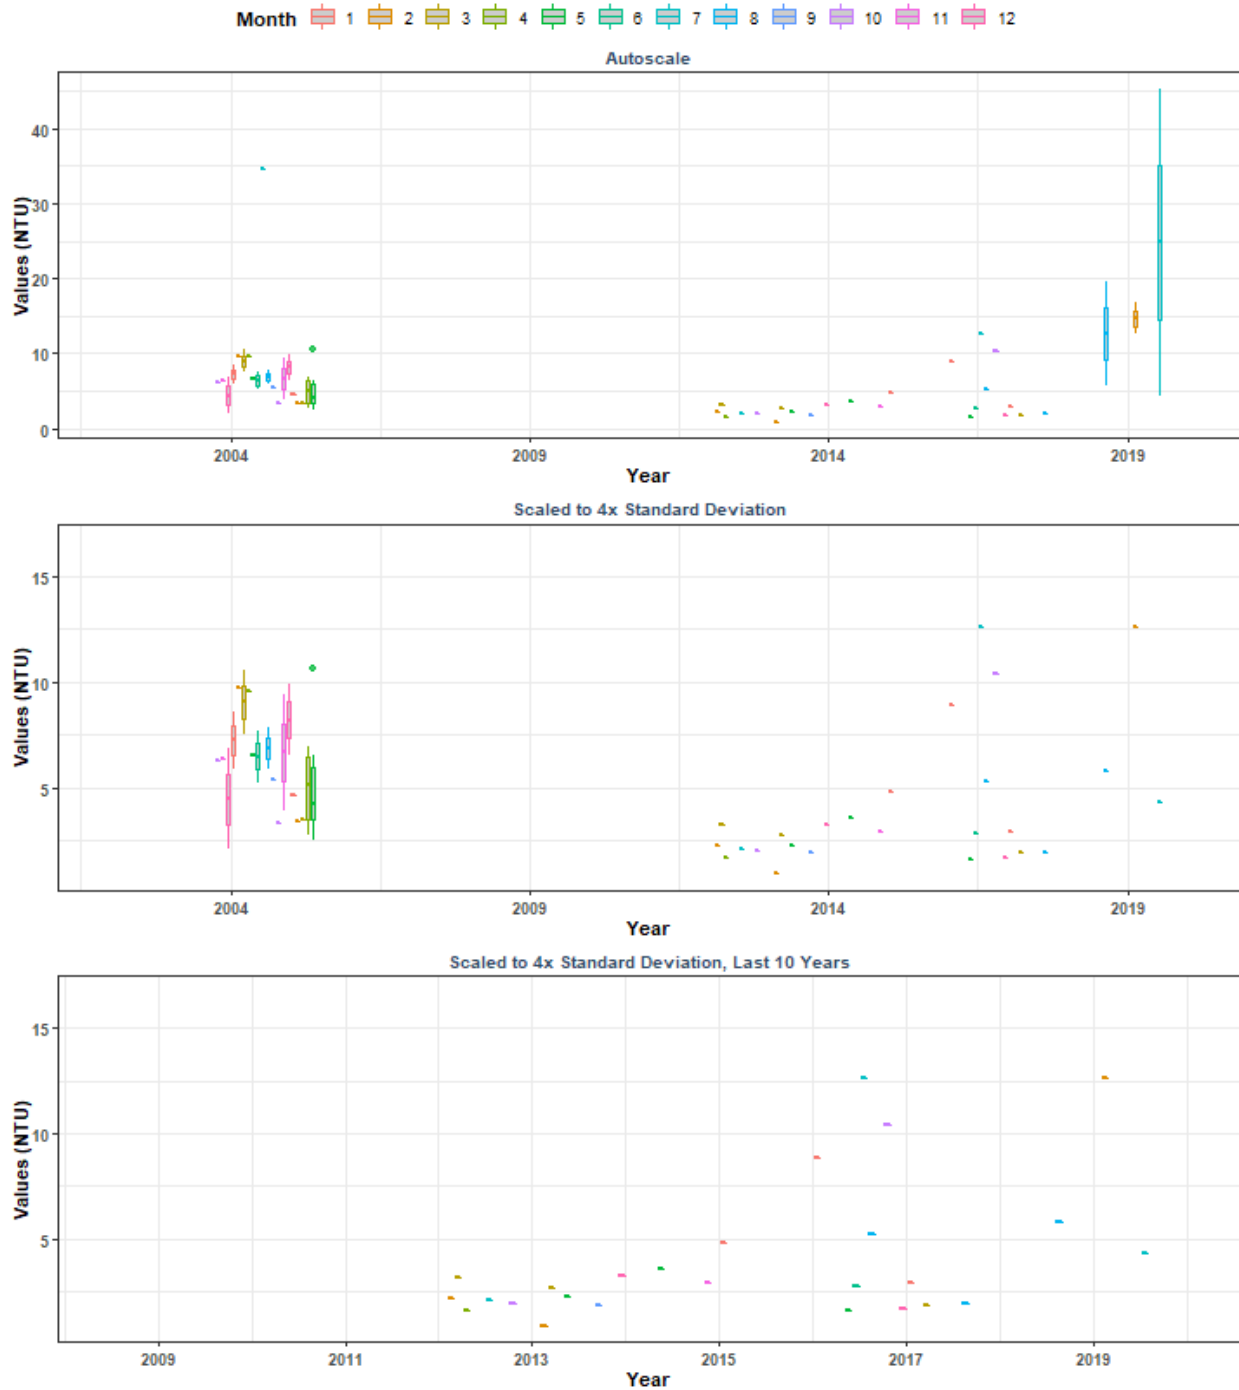 Month 1 2 3 4 5 6 7 8 9 10 11 12
Autoscale
Values (NTU)
40
30
20
10
0
2004 2009 2014 2019
Year
Scaled to 4x Standard Deviation
Values (NTU)
15
10
5
2004 2009 2014 2019
Year
Scaled to 4x Standard Deviation, Last 10 Years
Values (NTU)
15
10
5
2009 2011 2013 2015 2017 2019
Year